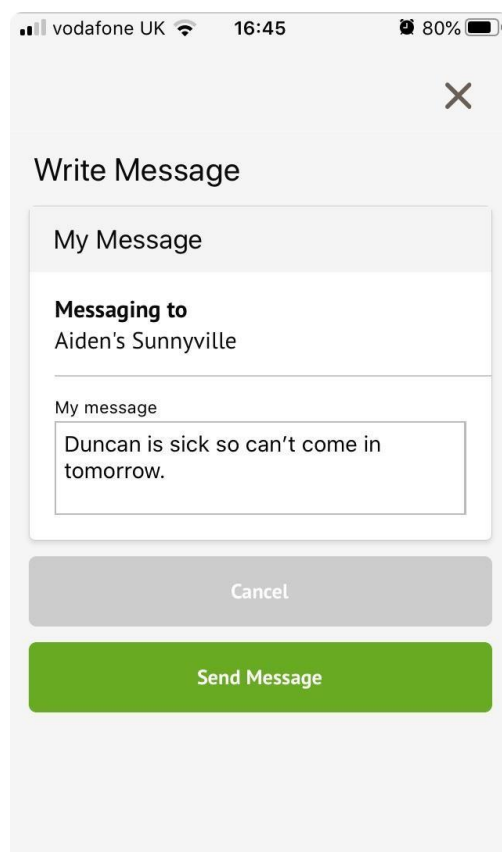 vodafone UK 16:45 80%
Write Message
My Message
Messaging to
Aiden's Sunnyville
My message
Duncan is sick so can’t come in
tomorrow.
Cancel
Send Message